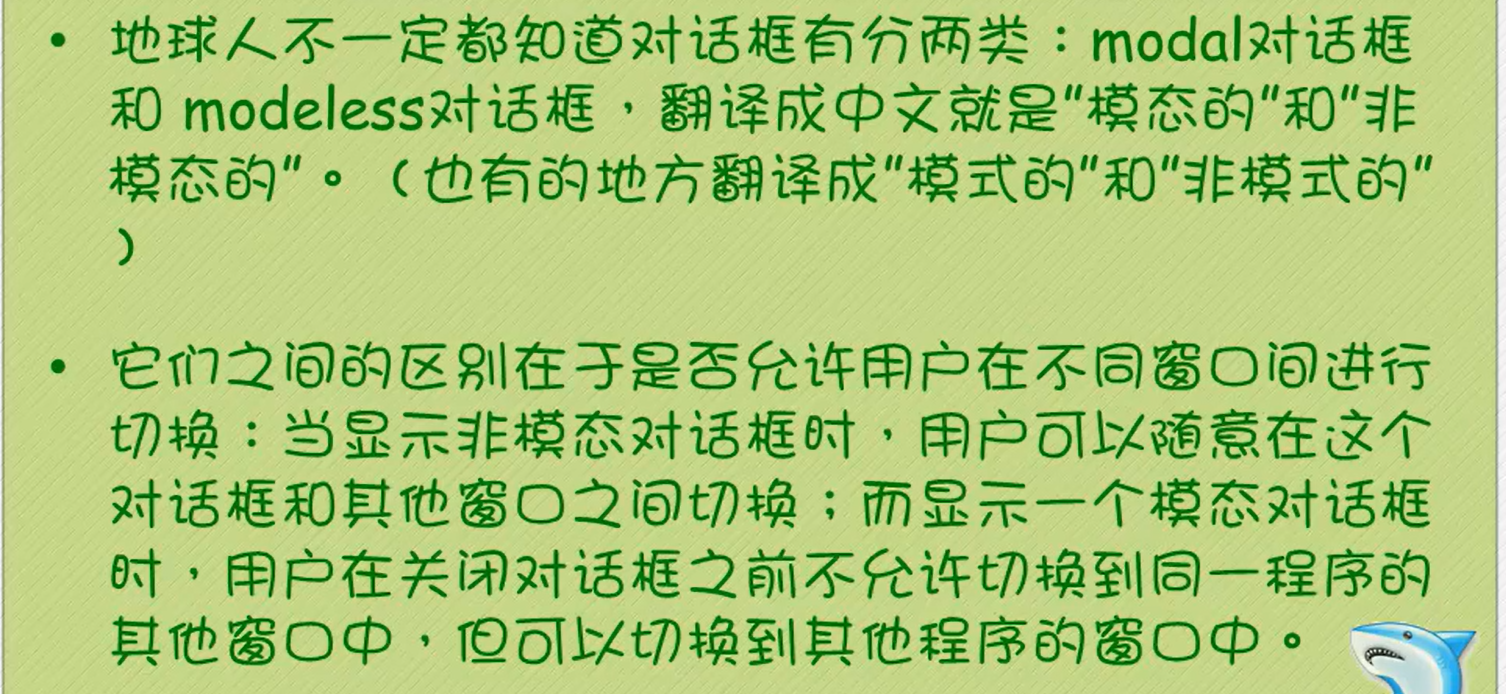 • 地球人不一定都知道对话框有分两类：modal对话框
和 modeless对话框，翻译成中文就是"模态的"和"非
模态的"。（也有的地方翻译成"模式的"和"非模式的"
）
• 它们之间的区别在于是否允许用户在不同窗口间进行
切换：当显示非模态对话框时，用户可以随意在这个
对话框和其他窗口之间切换；而显示一个模态对话框
时，用户在关闭对话框之前不允许切换到同一程序的
其他窗口中，但可以切换到其他程序的窗口中。